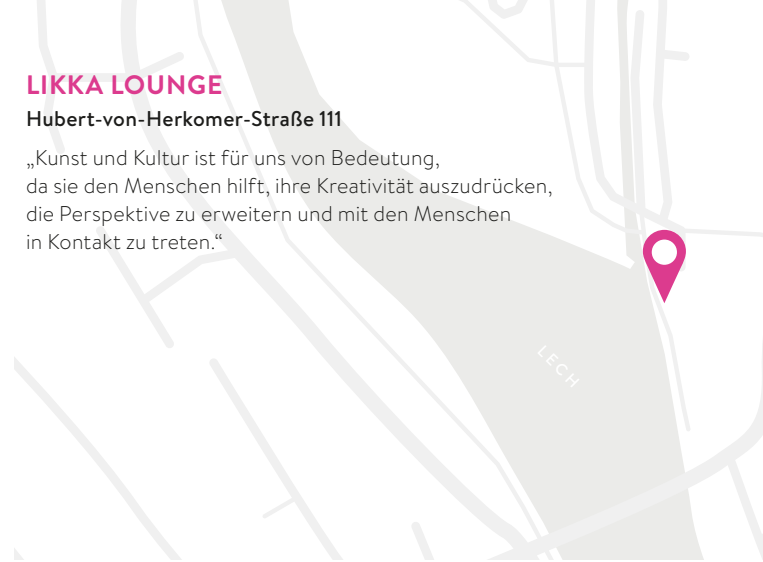 LIKKA LOUNGE
Hubert-von-Herkomer-Straße 111
„Kunst und Kultur ist für uns von Bedeutung,
da sie den Menschen hilft, ihre Kreativität auszudrücken,
die Perspektive zu erweitern und mit den Menschen
in Kontakt zu treten.“
LECH